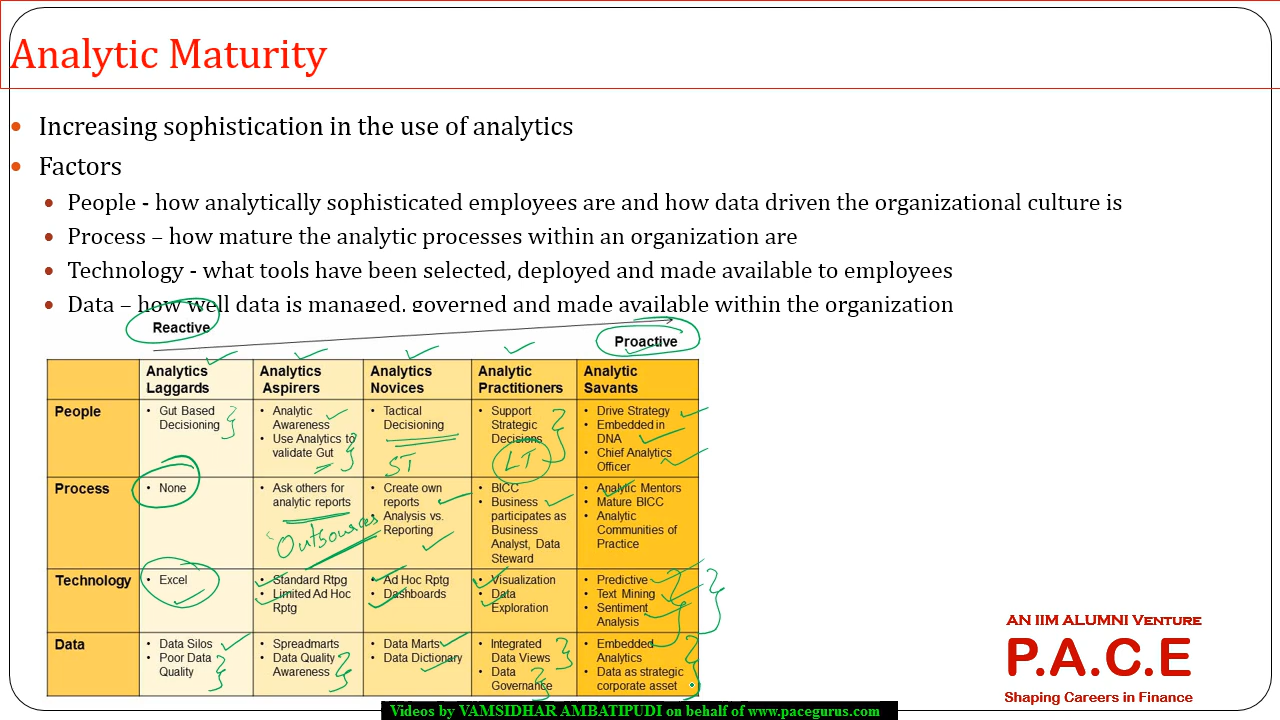 Analytic Maturity
Increasing sophistication in the use of analytics
Factors
People - how analytically sophisticated employees are and how data driven the organizational culture is
Process – how mature the analytic processes within an organization are
Technology - what tools have been selected, deployed and made available to employees
Data – how well data is managed, governed and made available within the organization
Reactive
Proactive
Analytics
Laggards
Analytics
Aspirers
Analytics
Novices
Analytic
Practitioners
Analytic
Savants
People
Gut Based
Decisioning
Analytic
Awareness
Use Analytics to
validate Gut
Tactical
Decisioning
ST
Support
Strategic
Decisions
LT
Drive Strategy
Embedded in
DNA
Chief Analytics
Officer
Process
None
Ask others for
analytic reports
Outsources
Create own
reports
Analysis vs.
Reporting
BICC
Business
participates as
Business
Analyst, Data
Steward
Analytic Mentors
Mature BICC
Analytic
Communities of
Practice
Technology
Excel
Standard Rtpg
Limited Ad Hoc
Rptg
Ad Hoc Rptg
Dashboards
Visualization
Data
Exploration
Predictive
Text Mining
Sentiment
Analysis
Data
Data Silos
Poor Data
Quality
Spreadmarts
Data Quality
Awareness
Data Marts
Data Dictionary
Integrated
Data Views
Data
Governance
Embedded
Analytics
Data as strategic
corporate asset
AN IIM ALUMNI VENTURE
P.A.C.E
Shaping Careers in Finance
Videos by VAMSIDHAR AMBATIPUDI on behalf of www.pacegurus.com